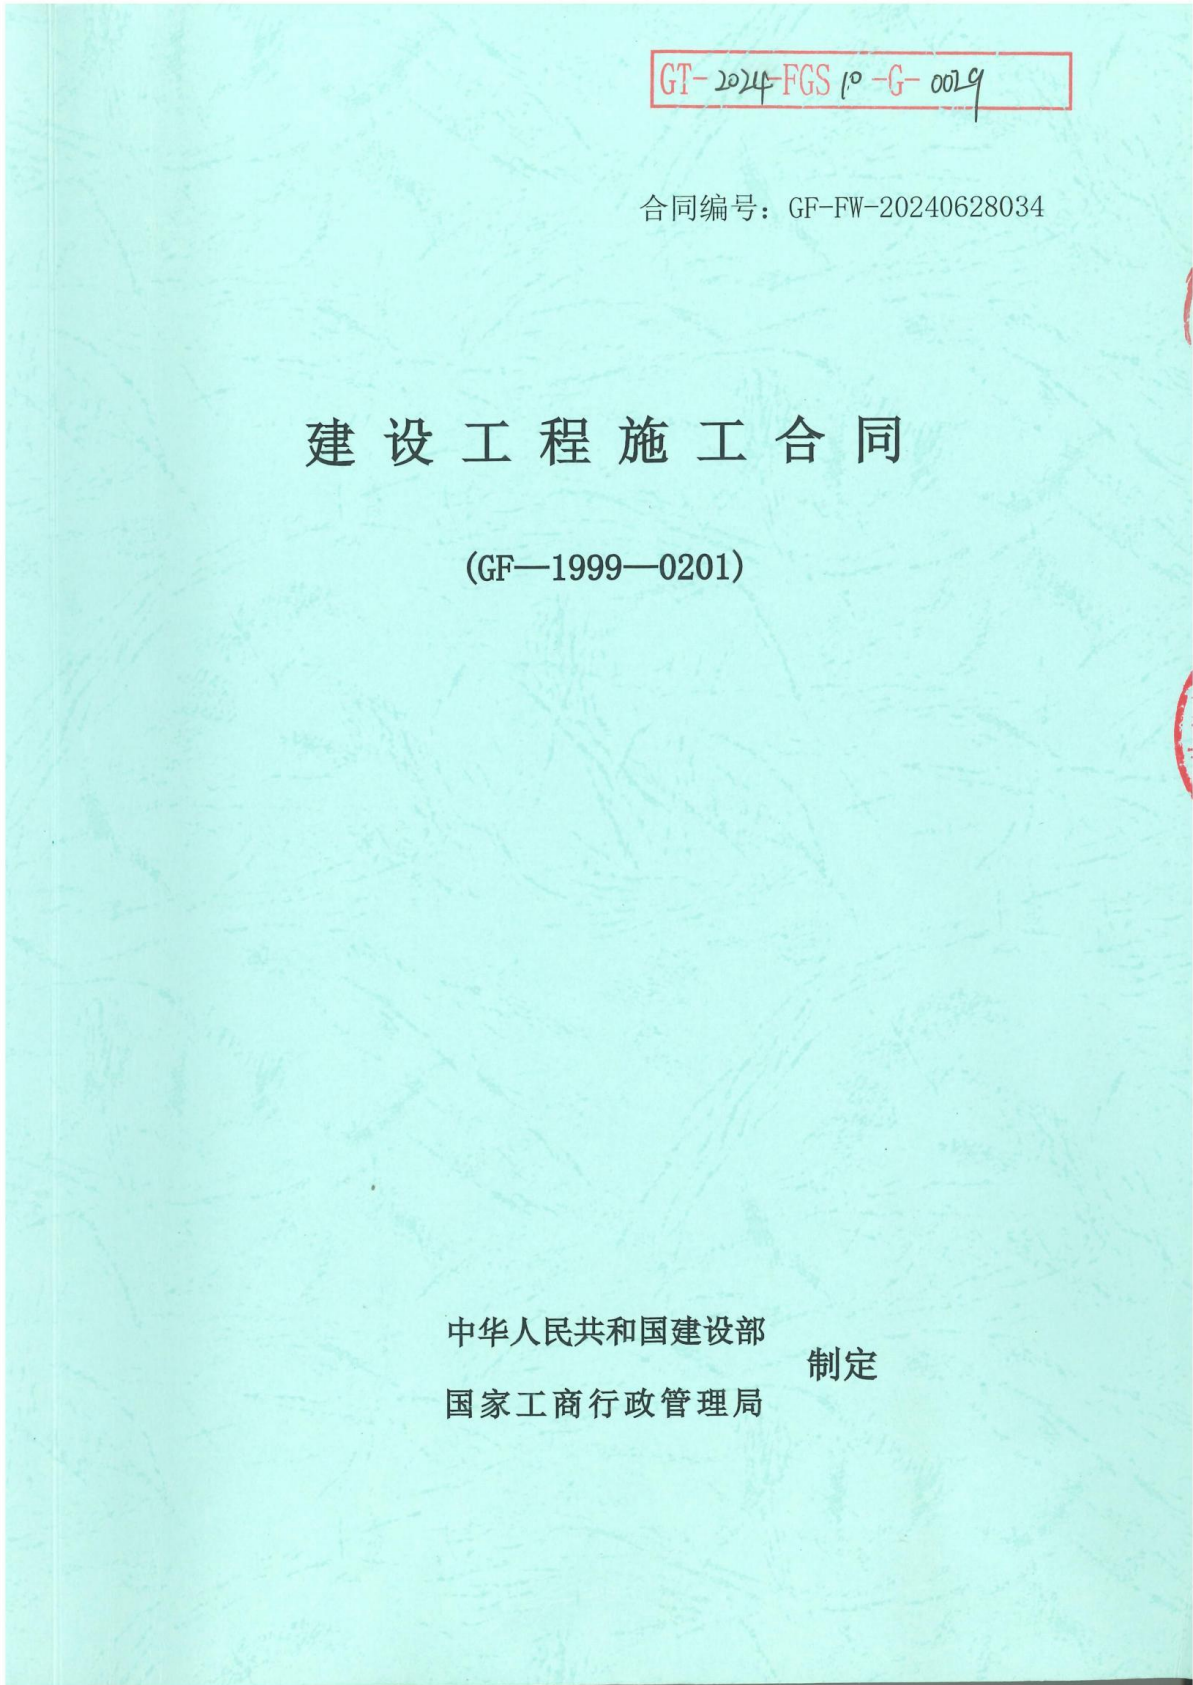 GT-2024-FGS10-G-0029
合同编号：GF-FW-20240628034
建设工程施工合同
(GF—1999—0201)
中华人民共和国建设部
制定
国家工商行政管理局